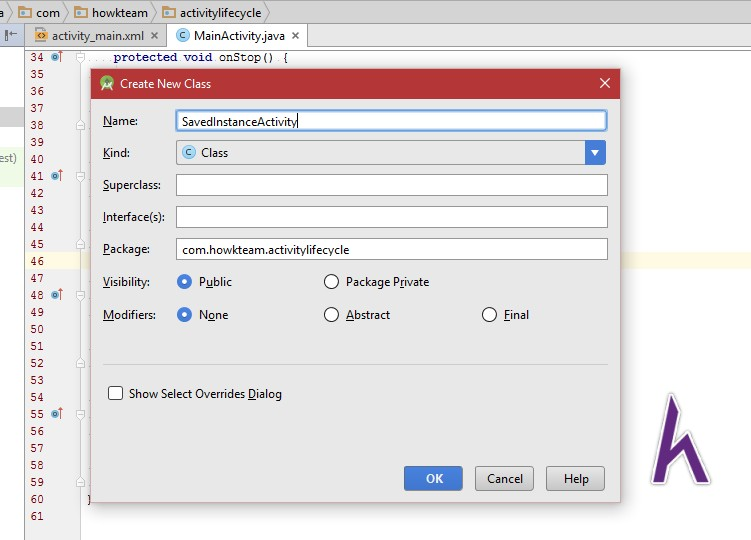 a com howkteam activitylifecycle
activity_main.xml MainActivity.java
34 protected void onStop() {
35
Create New Class
Name: SavedInstanceActivity
Kind: Class
Superclass:
Interface(s):
Package: com.howkteam.activitylifecycle
Visibility: Public Package Private
Modifiers: None Abstract Final
Show Select Overrides Dialog
OK Cancel Help
est)
36
37
38
39
40
41
42
43
44
45
46
47
48
49
50
51
52
53
54
55
56
57
58
59
60 }
61